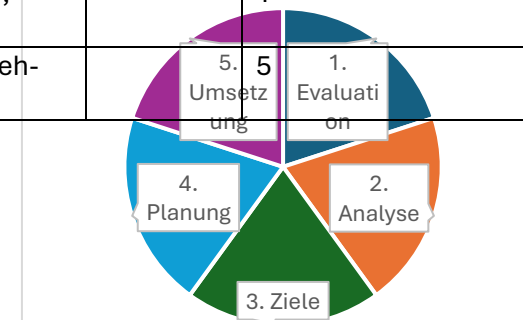 eh-
5
5.
Umsetz
ung
1.
Evaluati
on
4.
Planung
2.
Analyse
3. Ziele